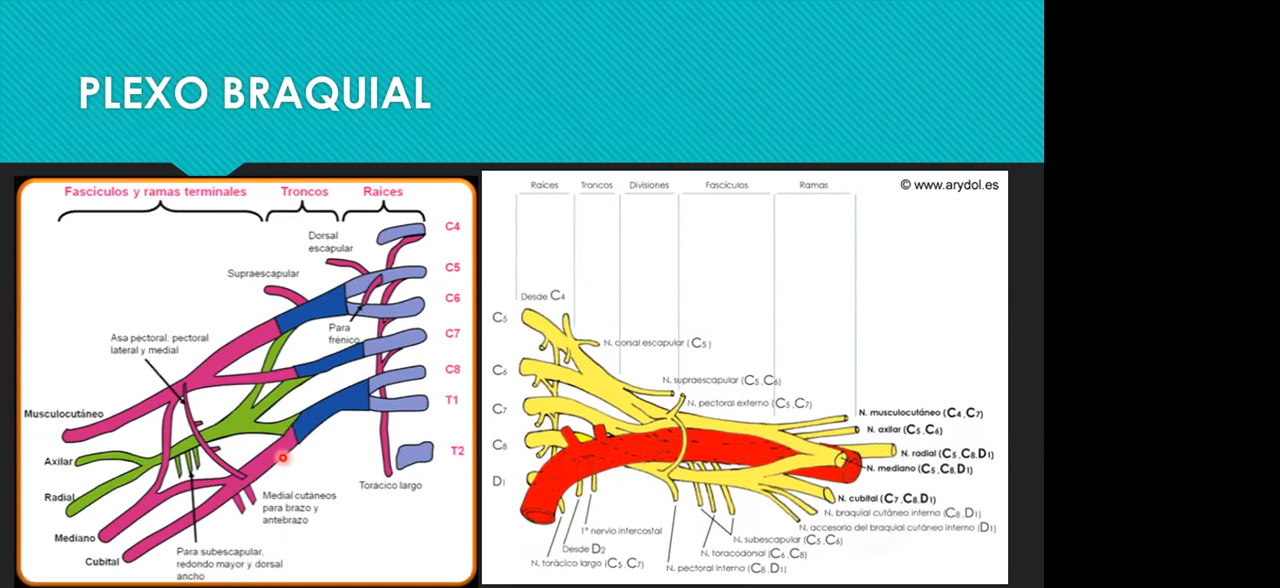 PLEXO BRAQUIAL
Fascículos y ramas terminales
Troncos
Raices
C4
Dorsal
escapular
C5
Supraescapular
C6
Para
frénico
C7
Asa pectoral: pectoral
lateral y medial
C8
T1
Musculocutáneo
T2
Axilar
Torácico largo
Radial
Medial cutáneos
para brazo y
antebrazo
Mediano
Cubital
Para subescapular,
redondo mayor y dorsal
ancho
© www.arydol.es
Raíces
Troncos
Divisiones
Fascículos
Ramas
Desde C4
C5
N. dorsal escapular (C5)
C6
N. supraescapular (C5,C6)
N. pectoral externo (C5,C7)
C7
N. musculocutáneo (C4,C7)
N. axilar (C5,C6)
C8
N. radial (C5,C8,D1)
N. mediano (C5,C8,D1)
D1
N. cubital (C7,C8,D1)
N. braquial cutáneo interno (C8,D1)
N. accesorio del braquial cutáneo interno (D1)
1º nervio intercostal
N. subescapular (C5,C6)
Desde D2
N. toracodorsal (C6,C8)
N. torácico largo (C5,C7)
N. pectoral interno (C8,D1)